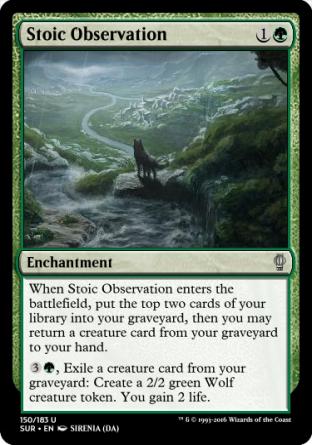 Stoic Observation 1
Enchantment
When Stoic Observation enters the
battlefield, put the top two cards of your
library into your graveyard, then you may
return a creature card from your graveyard
to your hand.
3, Exile a creature card from your
graveyard: Create a 2/2 green Wolf
creature token. You gain 2 life.
150/183 U
SUR • EN SIRENIA (DA)
™ & © 1993-2016 Wizards of the Coast